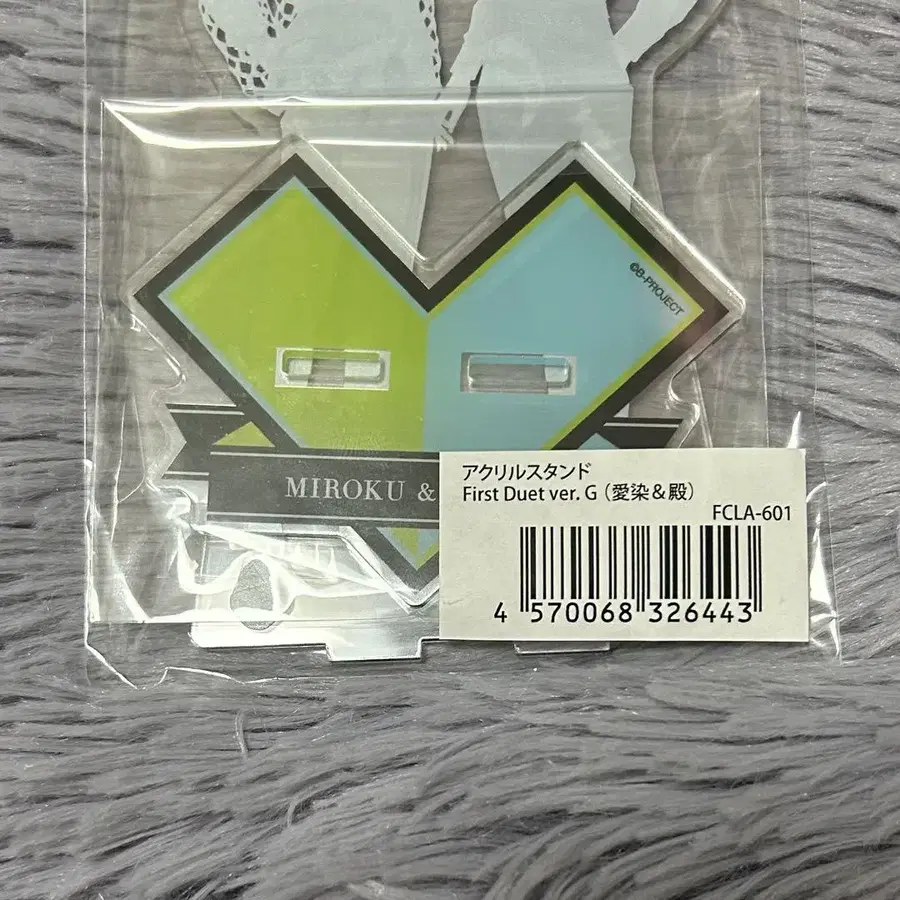 ©B-PROJECT
MIROKU &
アクリルスタンド
First Duet ver. G（愛染＆殿）
FCLA-601
4 570068 326443